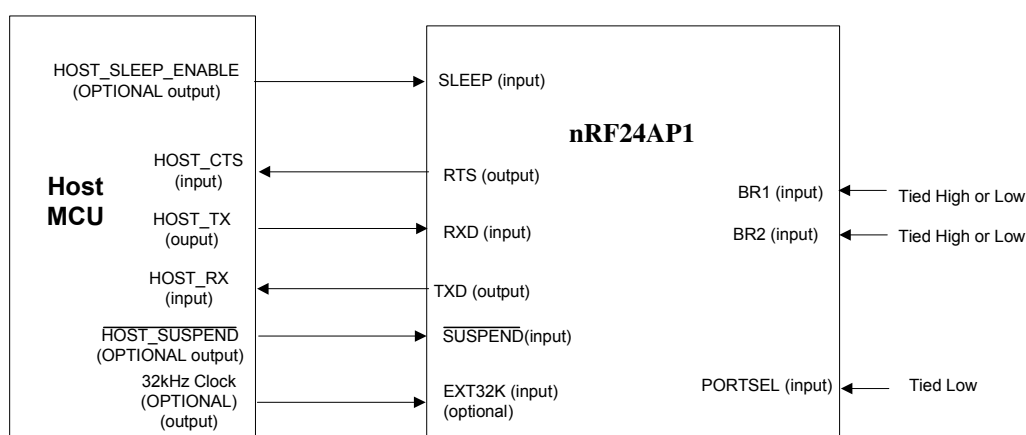 HOST_SLEEP_ENABLE
(OPTIONAL output)
SLEEP (input)
nRF24AP1
Host
MCU
HOST_CTS
(input)
RTS (output)
BR1 (input)
Tied High or Low
HOST_TX
(ouput)
RXD (input)
BR2 (input)
Tied High or Low
HOST_RX
(input)
TXD (output)
HOST_SUSPEND
(OPTIONAL output)
SUSPEND(input)
32kHz Clock
(OPTIONAL)
(output)
EXT32K (input)
(optional)
PORTSEL (input)
Tied Low